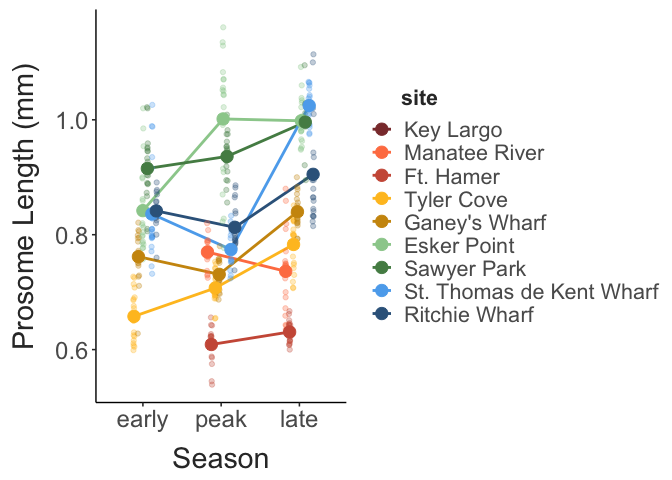 Prosome Length (mm)
1.0
0.8
0.6
early peak late
Season
site
Key Largo
Manatee River
Ft. Hamer
Tyler Cove
Ganey's Wharf
Esker Point
Sawyer Park
St. Thomas de Kent Wharf
Ritchie Wharf